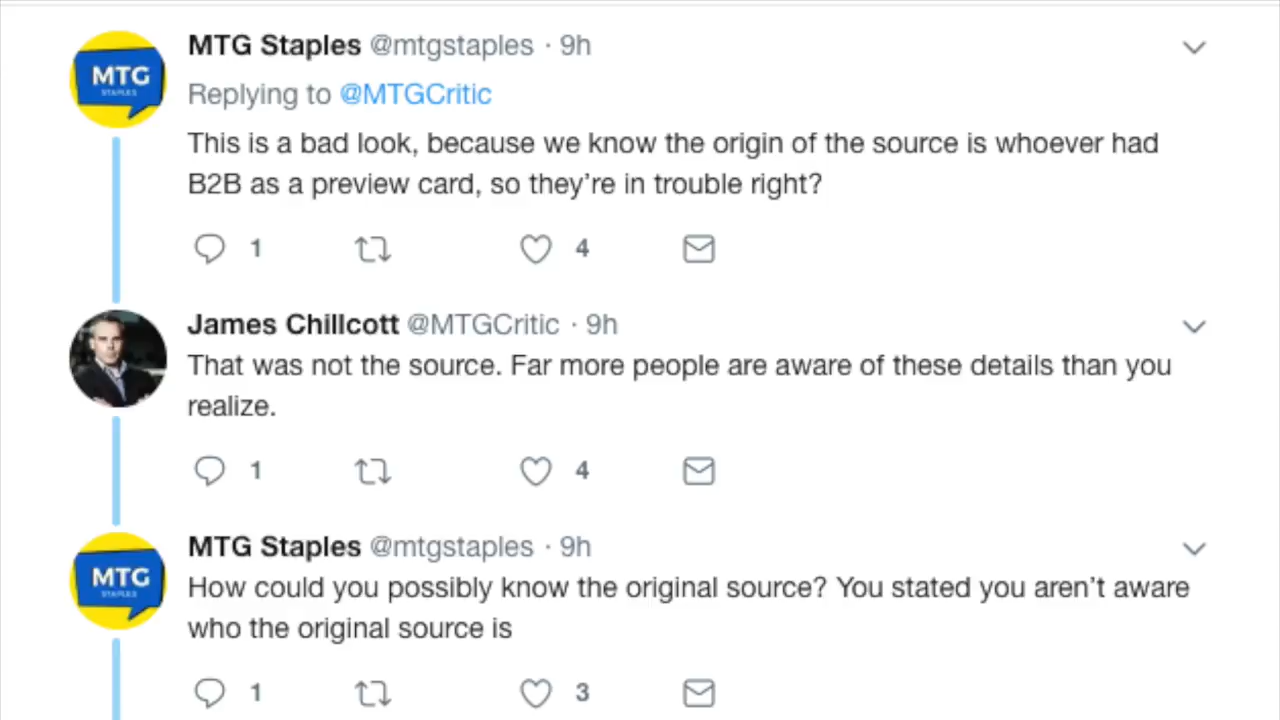 MTG Staples @mtgstaples · 9h
MTG
STAPLES
Replying to @MTGCritic
This is a bad look, because we know the origin of the source is whoever had
B2B as a preview card, so they’re in trouble right?
1 4
James Chillcott @MTGCritic · 9h
That was not the source. Far more people are aware of these details than you
realize.
1 4
MTG Staples @mtgstaples · 9h
MTG
STAPLES
How could you possibly know the original source? You stated you aren’t aware
who the original source is
1 3